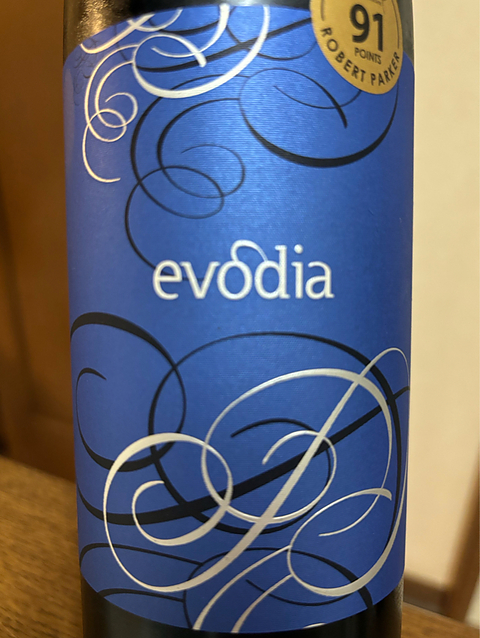 91
POINTS
ROBERT PARKER
evodia